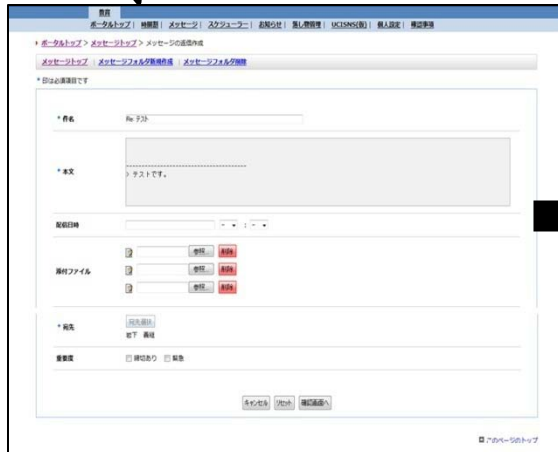 教育
ポータルトップ | 時間割 | メッセージ | スケジューラー | お知らせ | 落し物管理 | UCISNS(仮) | 個人設定 | 確認事項
ポータルトップ > メッセージトップ > メッセージの返信作成
メッセージトップ | メッセージフォルダ新規作成 | メッセージフォルダ削除
* 印は必須項目です
* 件名 Re: テスト
* 本文
----------------------------------------
> テストです。
配信日時 - : -
添付ファイル 参照... 削除
参照... 削除
参照... 削除
* 宛先 宛先選択
岩下
重要度 締切あり 緊急
キャンセル リセット 確認画面へ
このページのトップ